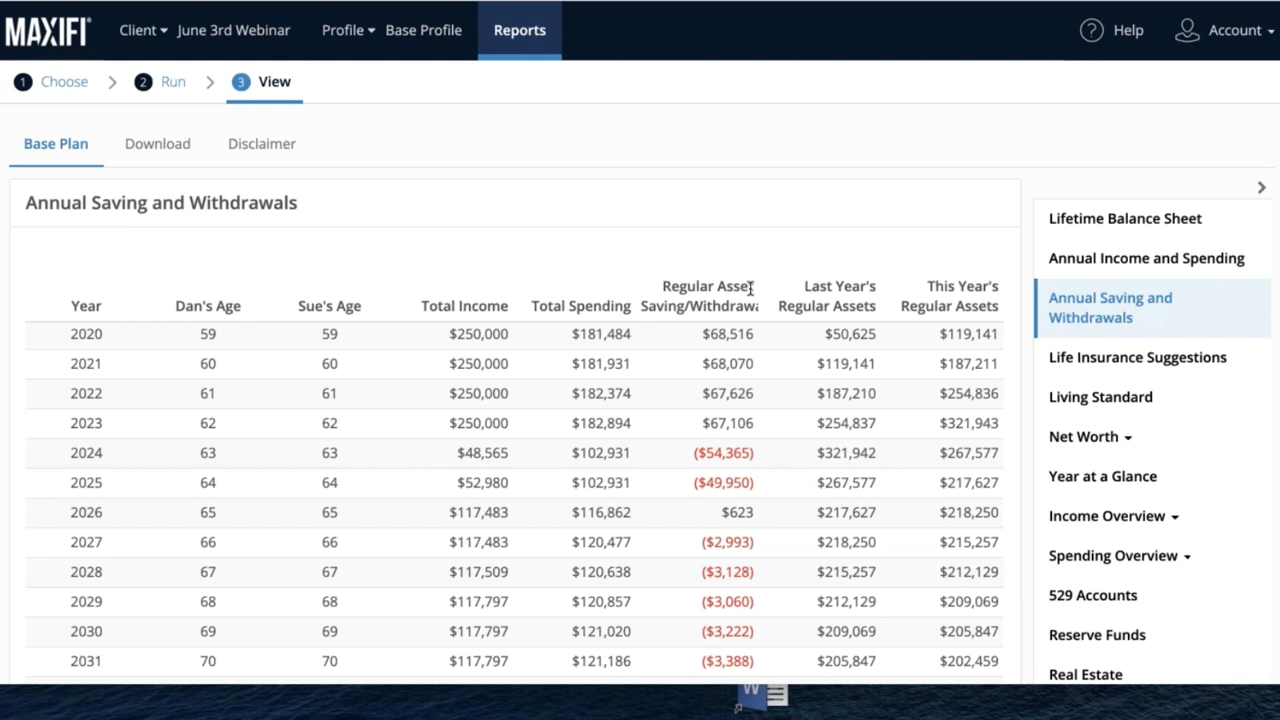 MAXIFI® Client June 3rd Webinar Profile Base Profile Reports ? Help Account
1 Choose 2 Run 3 View
Base Plan Download Disclaimer
Annual Saving and Withdrawals
Regular Asset Last Year's This Year's
Year Dan's Age Sue's Age Total Income Total Spending Saving/Withdrawa Regular Assets Regular Assets
2020 59 59 $250,000 $181,484 $68,516 $50,625 $119,141
2021 60 60 $250,000 $181,931 $68,070 $119,141 $187,211
2022 61 61 $250,000 $182,374 $67,626 $187,210 $254,836
2023 62 62 $250,000 $182,894 $67,106 $254,837 $321,943
2024 63 63 $48,565 $102,931 ($54,365) $321,942 $267,577
2025 64 64 $52,980 $102,931 ($49,950) $267,577 $217,627
2026 65 65 $117,483 $116,862 $623 $217,627 $218,250
2027 66 66 $117,483 $120,477 ($2,993) $218,250 $215,257
2028 67 67 $117,509 $120,638 ($3,128) $215,257 $212,129
2029 68 68 $117,797 $120,857 ($3,060) $212,129 $209,069
2030 69 69 $117,797 $121,020 ($3,222) $209,069 $205,847
2031 70 70 $117,797 $121,186 ($3,388) $205,847 $202,459
Lifetime Balance Sheet
Annual Income and Spending
Annual Saving and
Withdrawals
Life Insurance Suggestions
Living Standard
Net Worth
Year at a Glance
Income Overview
Spending Overview
529 Accounts
Reserve Funds
Real Estate
W